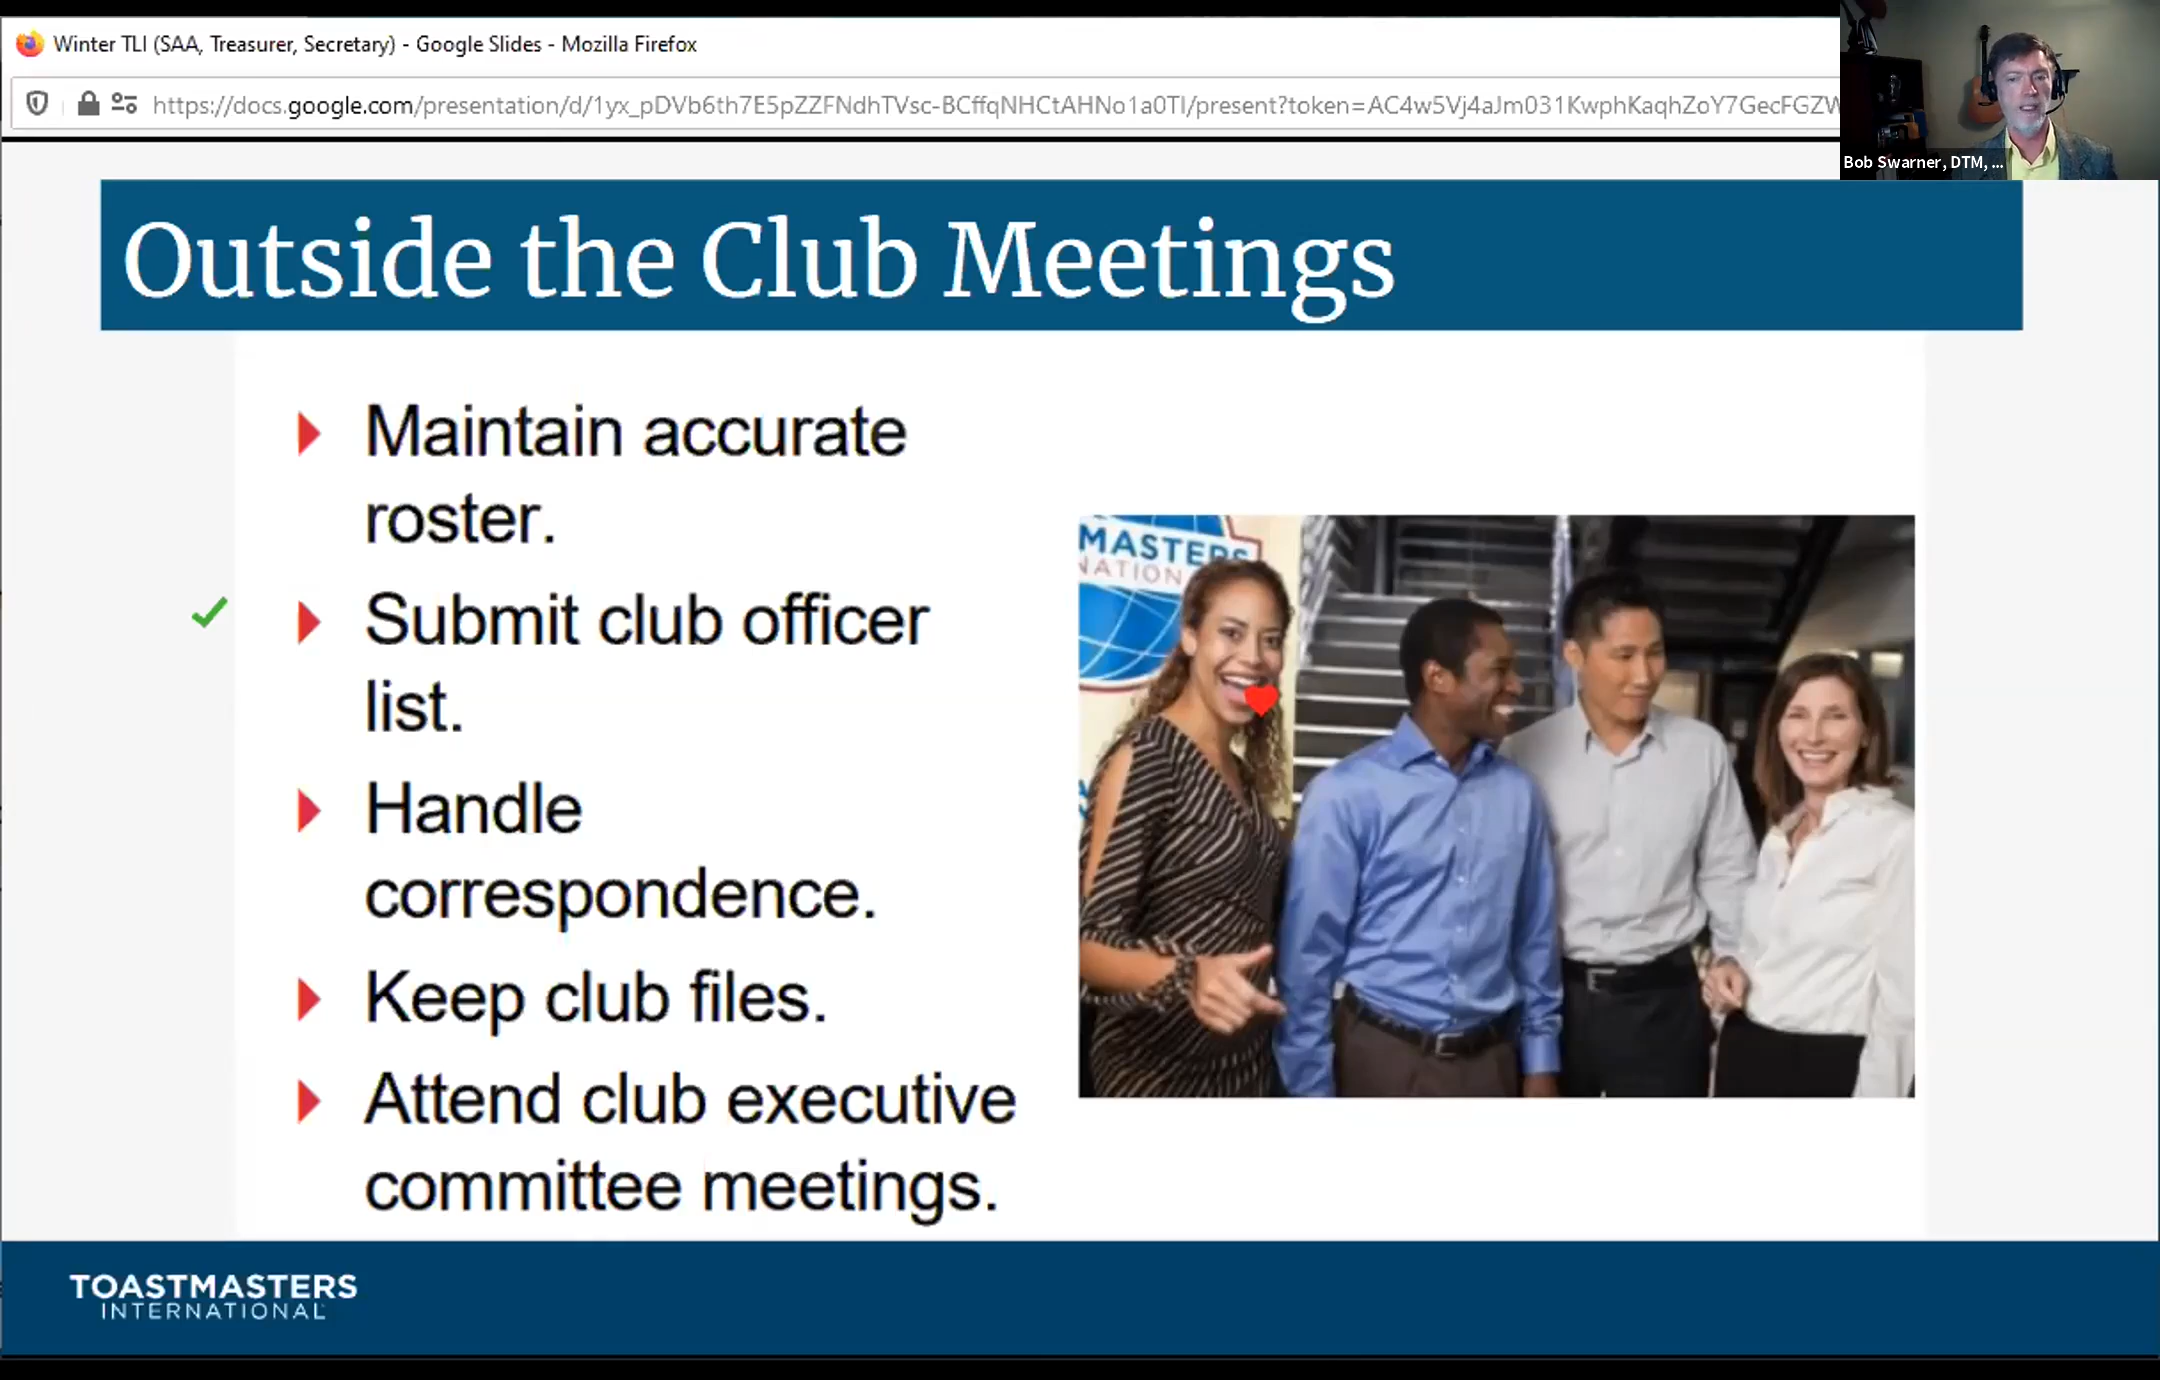 Winter TLI (SAA, Treasurer, Secretary) - Google Slides - Mozilla Firefox
https://docs.google.com/presentation/d/1yx_pDVb6th7E5pZZFNdhTVsc-BCffqNHCtAHNo1a0TI/present?token=AC4w5Vj4aJm031KwphKaqhZoY7GecFGZW
Bob Swarner, DTM, ...
Outside the Club Meetings
Maintain accurate
roster.
Submit club officer
list.
Handle
correspondence.
Keep club files.
Attend club executive
committee meetings.
MASTERS
NATION
TOASTMASTERS
INTERNATIONAL